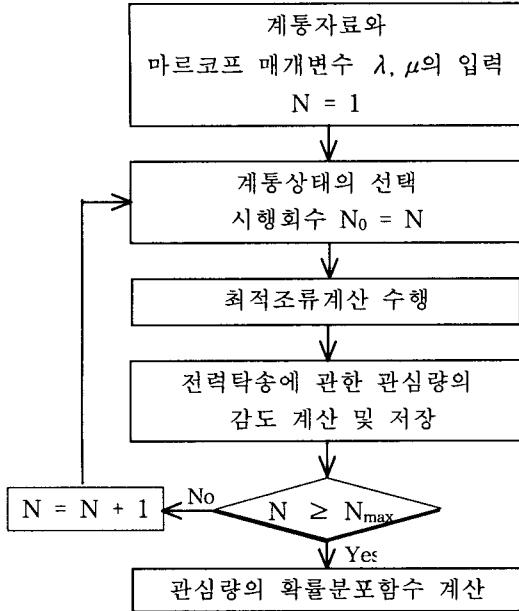 계통자료와
마르코프 매개변수 λ, μ의 입력
N = 1
계통상태의 선택
시행회수 N₀ = N
최적조류계산 수행
전력탁송에 관한 관심량의
감도 계산 및 저장
N = N + 1
No
N ≥ Nmax
Yes
관심량의 확률분포함수 계산